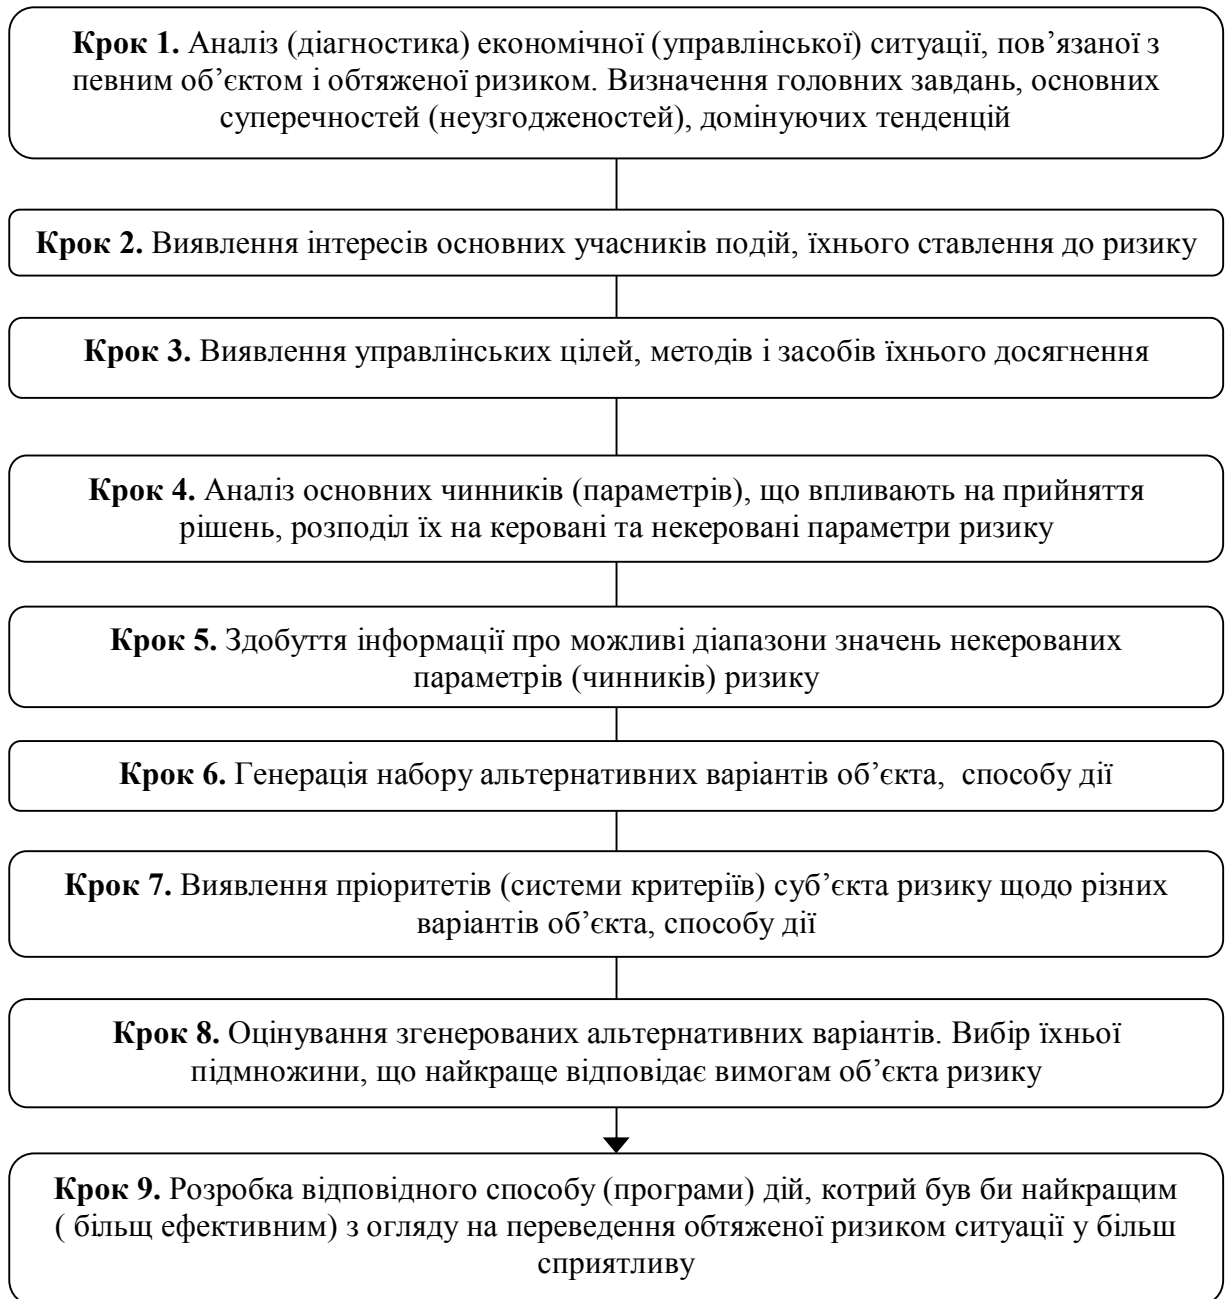 Крок 1. Аналіз (діагностика) економічної (управлінської) ситуації, пов’язаної з
певним об’єктом і обтяженої ризиком. Визначення головних завдань, основних
суперечностей (неузгодженостей), домінуючих тенденцій
Крок 2. Виявлення інтересів основних учасників подій, їхнього ставлення до ризику
Крок 3. Виявлення управлінських цілей, методів і засобів їхнього досягнення
Крок 4. Аналіз основних чинників (параметрів), що впливають на прийняття
рішень, розподіл їх на керовані та некеровані параметри ризику
Крок 5. Здобуття інформації про можливі діапазони значень некерованих
параметрів (чинників) ризику
Крок 6. Генерація набору альтернативних варіантів об’єкта, способу дії
Крок 7. Виявлення пріоритетів (системи критеріїв) суб’єкта ризику щодо різних
варіантів об’єкта, способу дії
Крок 8. Оцінування згенерованих альтернативних варіантів. Вибір їхньої
підмножини, що найкраще відповідає вимогам об’єкта ризику
Крок 9. Розробка відповідного способу (програми) дій, котрий був би найкращим
( більщ ефективним) з огляду на переведення обтяженої ризиком ситуації у більш
сприятливу